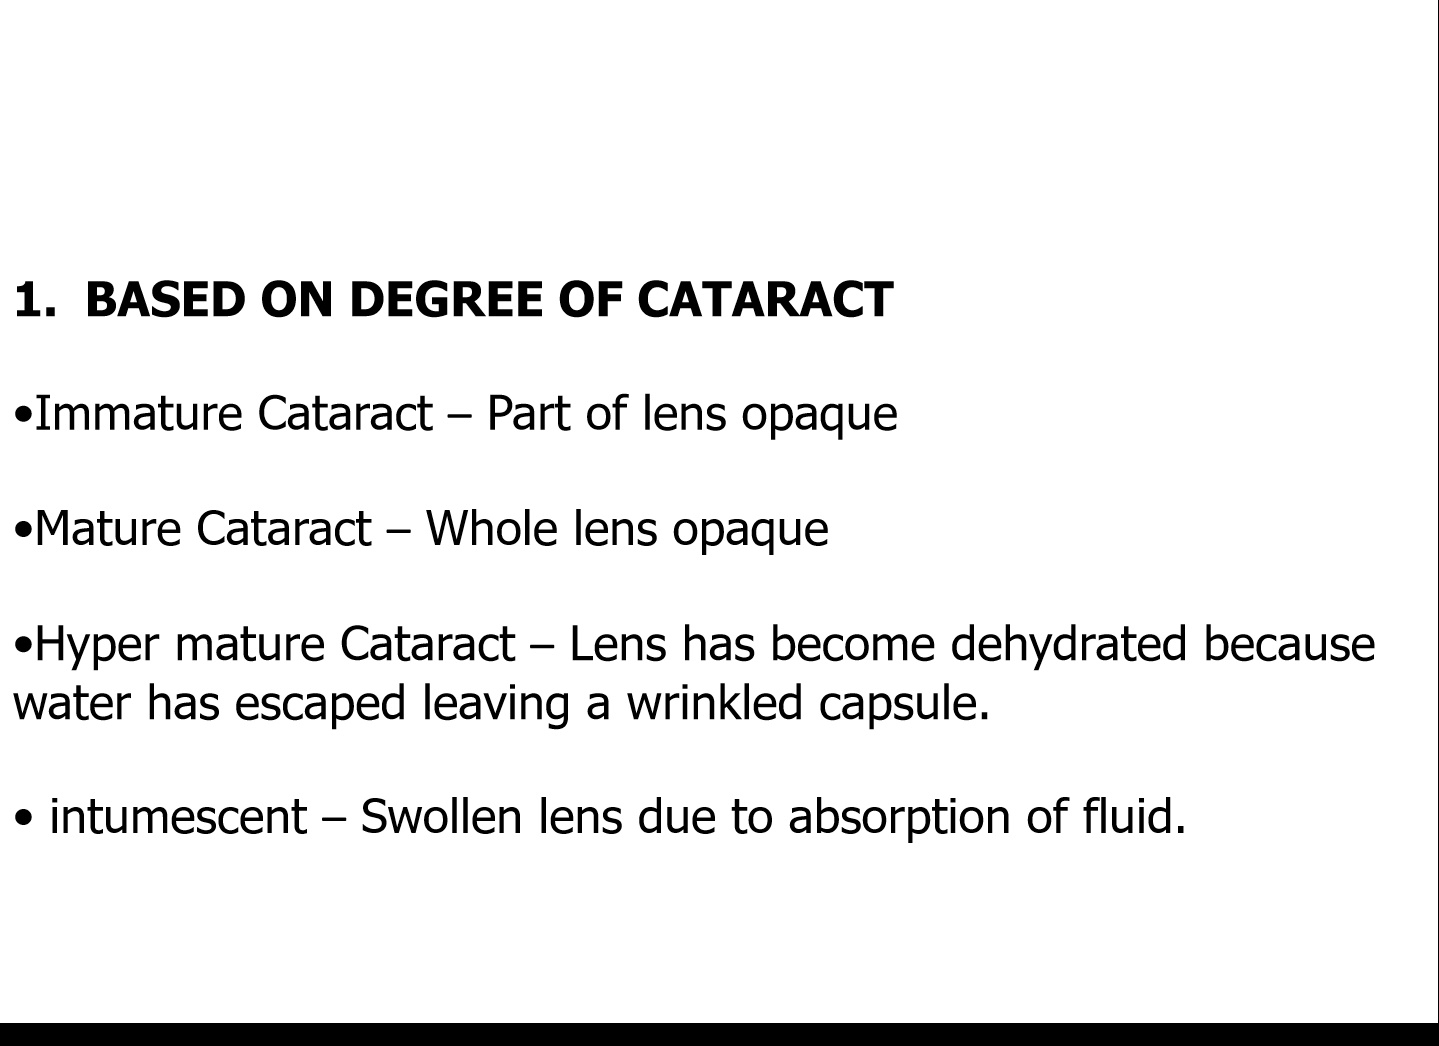 1. BASED ON DEGREE OF CATARACT
•Immature Cataract – Part of lens opaque
•Mature Cataract – Whole lens opaque
•Hyper mature Cataract – Lens has become dehydrated because
water has escaped leaving a wrinkled capsule.
• intumescent – Swollen lens due to absorption of fluid.